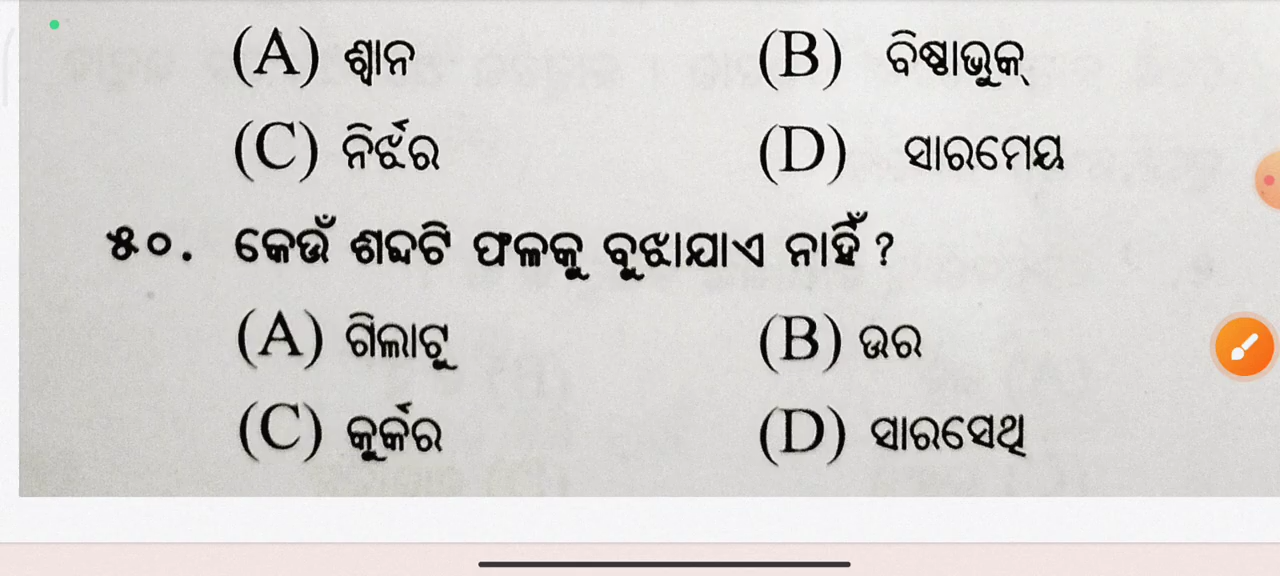 (A) ଶ୍ୱାନ (B) ବିଷ୍ଠାଭୁକ୍
(C) ନିର୍ଝର (D) ସାରମେୟ
୫୦. କେଉଁ ଶବ୍ଦଟି ଫଳକୁ ବୁଝାଯାଏ ନାହିଁ ?
(A) ଗିଲାଟୁ (B) ଉର
(C) କୁର୍କର (D) ସାରସେଥି